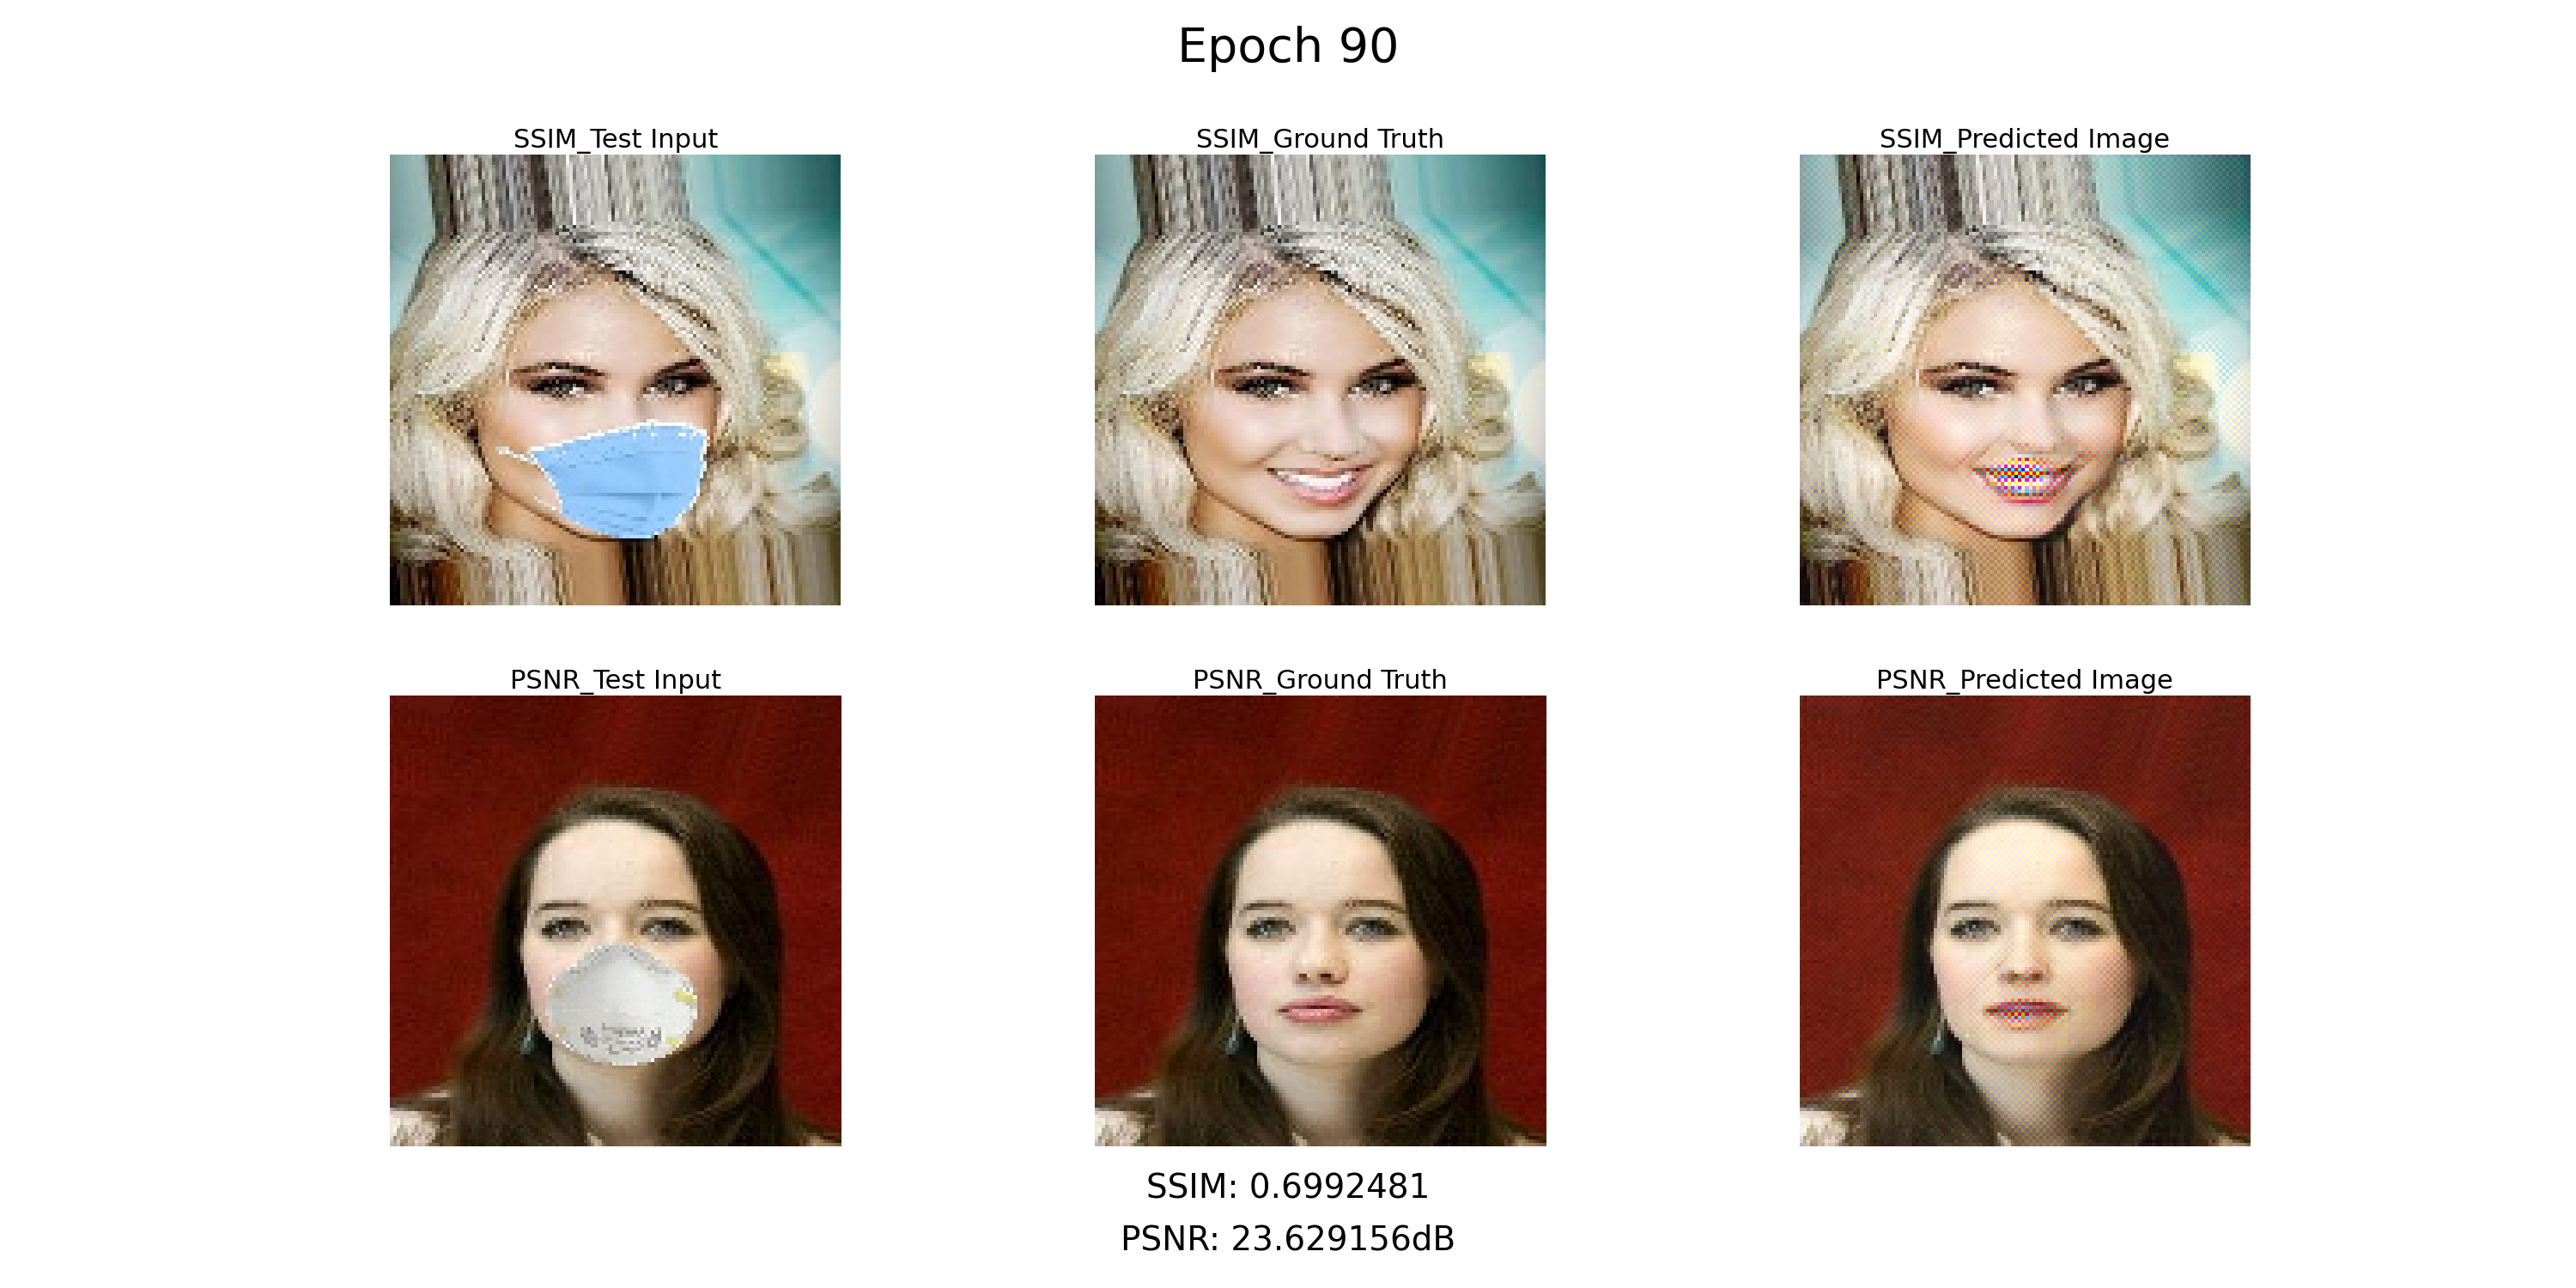 Epoch 90
SSIM_Test Input
SSIM_Ground Truth
SSIM_Predicted Image
PSNR_Test Input
PSNR_Ground Truth
PSNR_Predicted Image
SSIM: 0.6992481
PSNR: 23.629156dB